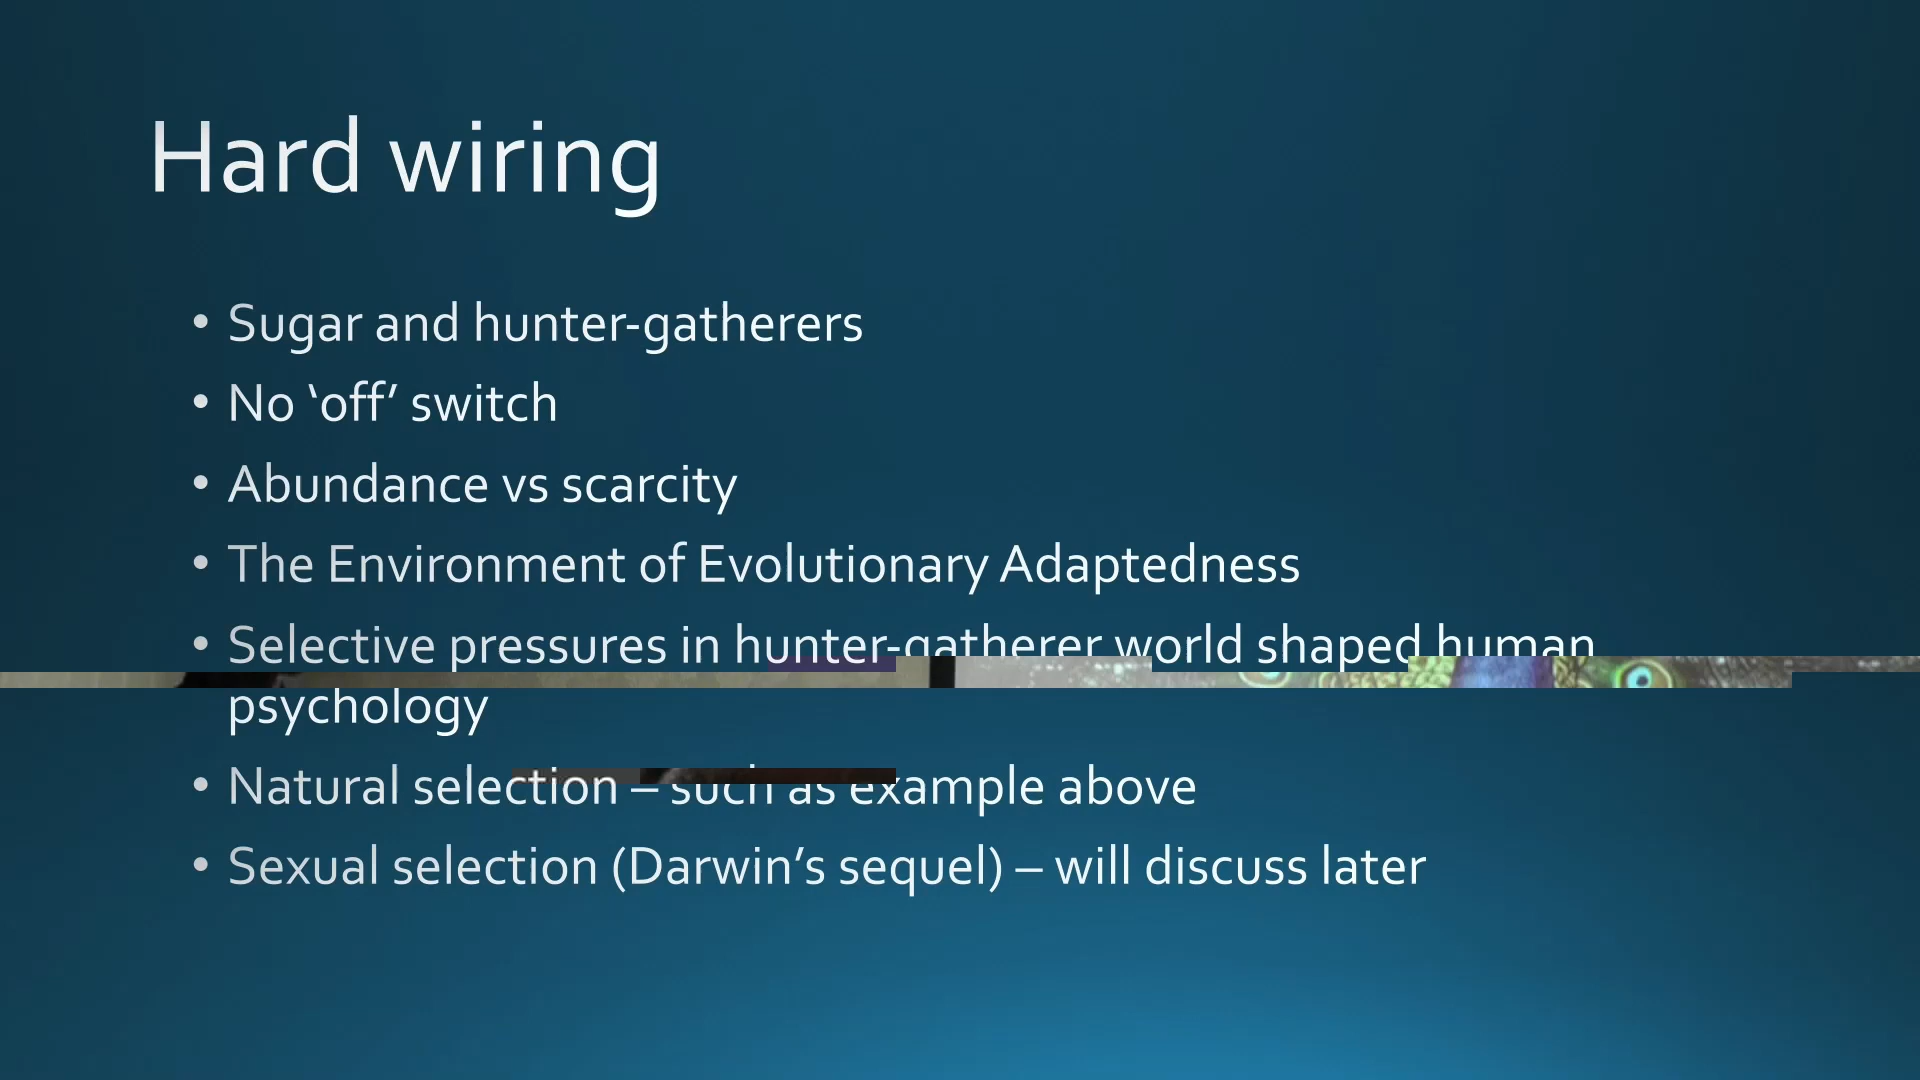 Hard wiring
• Sugar and hunter-gatherers
• No ‘off’ switch
• Abundance vs scarcity
• The Environment of Evolutionary Adaptedness
• Selective pressures in hunter-gatherer world shaped human
psychology
• Natural selection – such as example above
• Sexual selection (Darwin’s sequel) – will discuss later